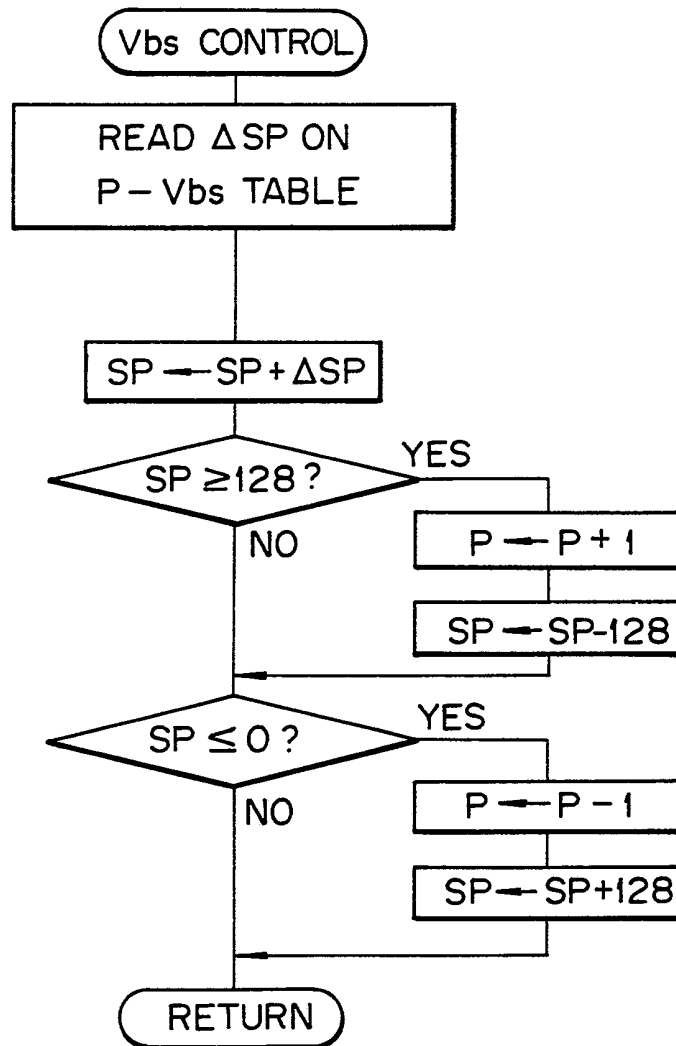 Vbs CONTROL
READ ΔSP ON
P-Vbs TABLE
SP ← SP + ΔSP
SP ≥ 128 ?
YES
NO
P ← P + 1
SP ← SP-128
SP ≤ 0 ?
YES
NO
P ← P - 1
SP ← SP+128
RETURN